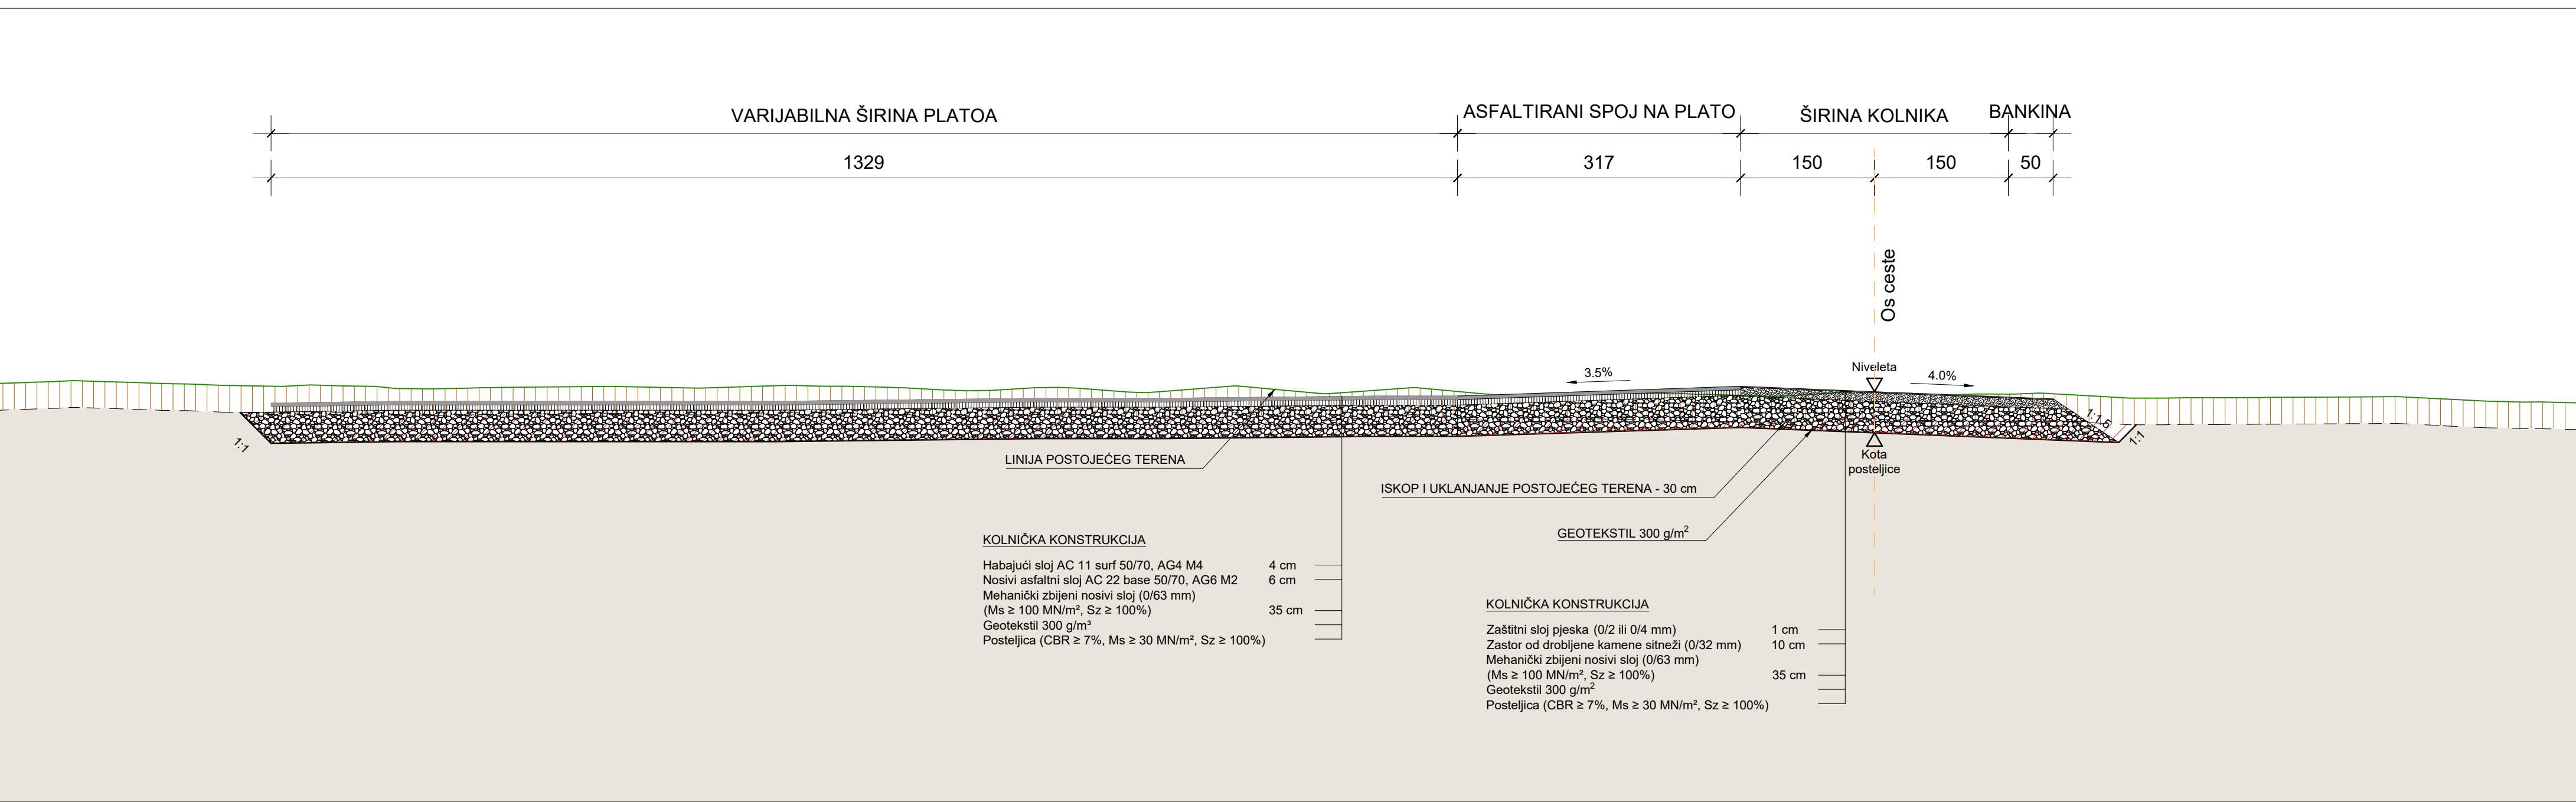 VARIJABILNA ŠIRINA PLATOA
ASFALTIRANI SPOJ NA PLATO
ŠIRINA KOLNIKA
BANKINA
1329
317
150
150
50
Os ceste
Niveleta
3.5%
4.0%
1:1
1:1.5
1:1
Kota
posteljice
LINIJA POSTOJEĆEG TERENA
ISKOP I UKLANJANJE POSTOJEĆEG TERENA - 30 cm
GEOTEKSTIL 300 g/m²
KOLNIČKA KONSTRUKCIJA
Habajući sloj AC 11 surf 50/70, AG4 M4 4 cm
Nosivi asfaltni sloj AC 22 base 50/70, AG6 M2 6 cm
Mehanički zbijeni nosivi sloj (0/63 mm)
(Ms ≥ 100 MN/m², Sz ≥ 100%) 35 cm
Geotekstil 300 g/m³
Posteljica (CBR ≥ 7%, Ms ≥ 30 MN/m², Sz ≥ 100%)
KOLNIČKA KONSTRUKCIJA
Zaštitni sloj pjeska (0/2 ili 0/4 mm) 1 cm
Zastor od drobljene kamene sitneži (0/32 mm) 10 cm
Mehanički zbijeni nosivi sloj (0/63 mm)
(Ms ≥ 100 MN/m², Sz ≥ 100%) 35 cm
Geotekstil 300 g/m²
Posteljica (CBR ≥ 7%, Ms ≥ 30 MN/m², Sz ≥ 100%)